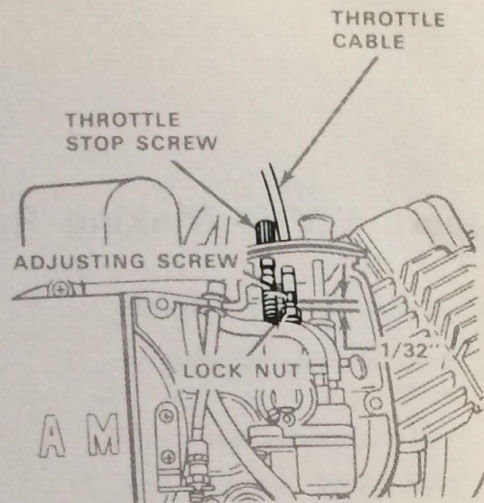 THROTTLE
CABLE
THROTTLE
STOP SCREW
ADJUSTING SCREW
1/32"
LOCK NUT
A M